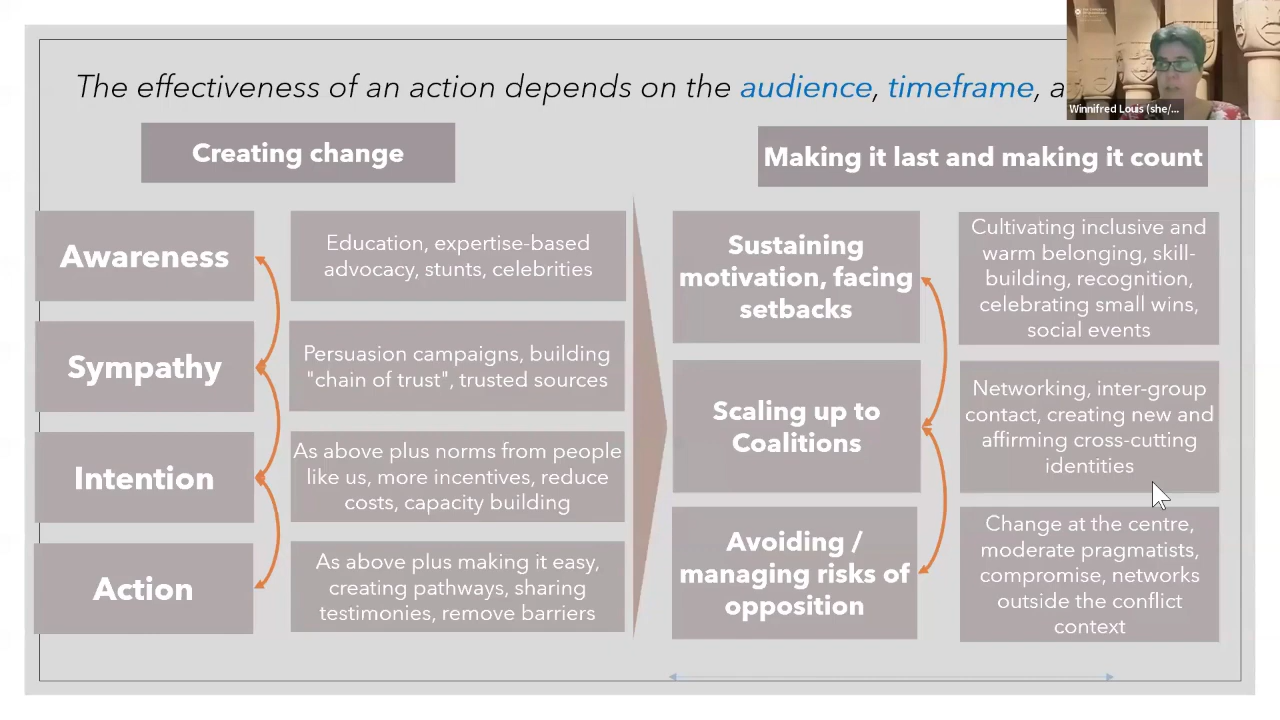 The effectiveness of an action depends on the audience, timeframe, a
Winnifred Louis (she/...
Creating change
Making it last and making it count
Awareness
Education, expertise-based
advocacy, stunts, celebrities
Sympathy
Persuasion campaigns, building
"chain of trust", trusted sources
Intention
As above plus norms from people
like us, more incentives, reduce
costs, capacity building
Action
As above plus making it easy,
creating pathways, sharing
testimonies, remove barriers
Sustaining
motivation, facing
setbacks
Cultivating inclusive and
warm belonging, skill-
building, recognition,
celebrating small wins,
social events
Scaling up to
Coalitions
Networking, inter-group
contact, creating new and
affirming cross-cutting
identities
Avoiding /
managing risks of
opposition
Change at the centre,
moderate pragmatists,
compromise, networks
outside the conflict
context